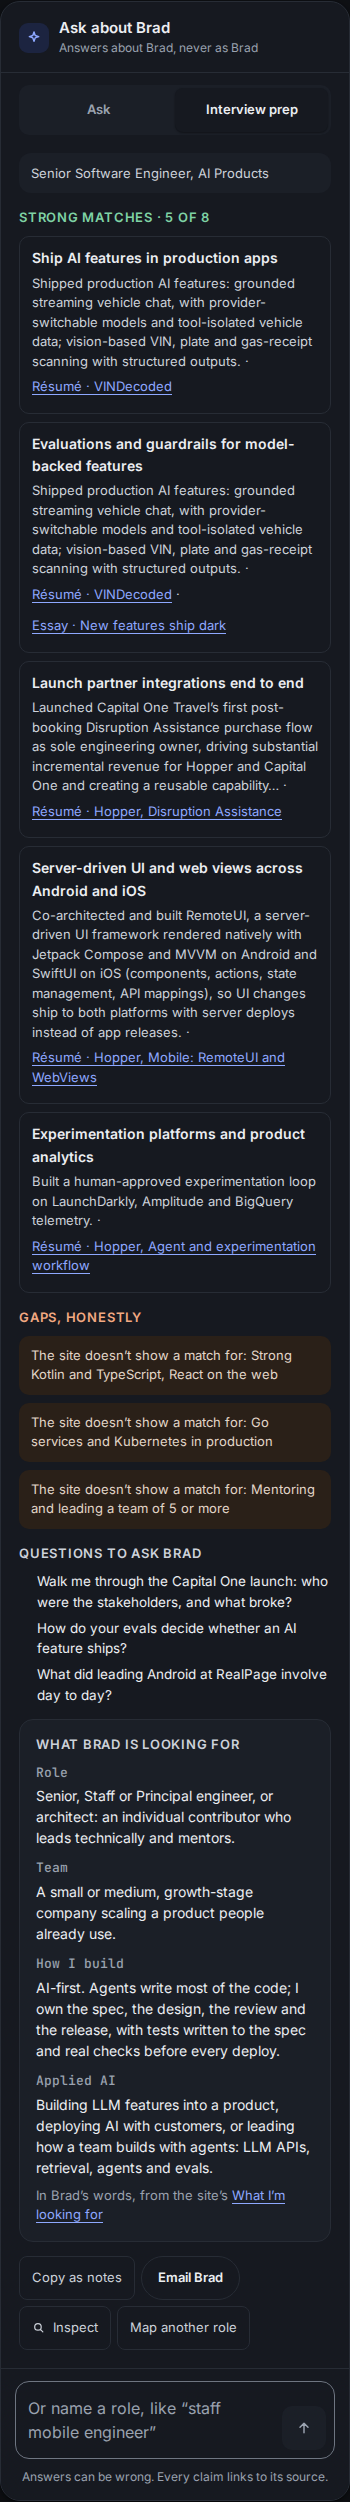 Ask about Brad
Answers about Brad, never as Brad
Ask
Interview prep
Senior Software Engineer, AI Products
STRONG MATCHES · 5 OF 8
Ship AI features in production apps
Shipped production AI features: grounded
streaming vehicle chat, with provider-
switchable models and tool-isolated vehicle
data; vision-based VIN, plate and gas-receipt
scanning with structured outputs. ·
Résumé · VINDecoded
Evaluations and guardrails for model-
backed features
Shipped production AI features: grounded
streaming vehicle chat, with provider-
switchable models and tool-isolated vehicle
data; vision-based VIN, plate and gas-receipt
scanning with structured outputs. ·
Résumé · VINDecoded ·
Essay · New features ship dark
Launch partner integrations end to end
Launched Capital One Travel’s first post-
booking Disruption Assistance purchase flow
as sole engineering owner, driving substantial
incremental revenue for Hopper and Capital
One and creating a reusable capability… ·
Résumé · Hopper, Disruption Assistance
Server-driven UI and web views across
Android and iOS
Co-architected and built RemoteUI, a server-
driven UI framework rendered natively with
Jetpack Compose and MVVM on Android and
SwiftUI on iOS (components, actions, state
management, API mappings), so UI changes
ship to both platforms with server deploys
instead of app releases. ·
Résumé · Hopper, Mobile: RemoteUI and
WebViews
Experimentation platforms and product
analytics
Built a human-approved experimentation loop
on LaunchDarkly, Amplitude and BigQuery
telemetry. ·
Résumé · Hopper, Agent and experimentation
workflow
GAPS, HONESTLY
The site doesn’t show a match for: Strong
Kotlin and TypeScript, React on the web
The site doesn’t show a match for: Go
services and Kubernetes in production
The site doesn’t show a match for: Mentoring
and leading a team of 5 or more
QUESTIONS TO ASK BRAD
Walk me through the Capital One launch: who
were the stakeholders, and what broke?
How do your evals decide whether an AI
feature ships?
What did leading Android at RealPage involve
day to day?
WHAT BRAD IS LOOKING FOR
Role
Senior, Staff or Principal engineer, or
architect: an individual contributor who
leads technically and mentors.
Team
A small or medium, growth-stage
company scaling a product people
already use.
How I build
AI-first. Agents write most of the code; I
own the spec, the design, the review and
the release, with tests written to the spec
and real checks before every deploy.
Applied AI
Building LLM features into a product,
deploying AI with customers, or leading
how a team builds with agents: LLM APIs,
retrieval, agents and evals.
In Brad’s words, from the site’s What I’m
looking for
Copy as notes
Email Brad
Inspect
Map another role
Or name a role, like “staff
mobile engineer”
Answers can be wrong. Every claim links to its source.